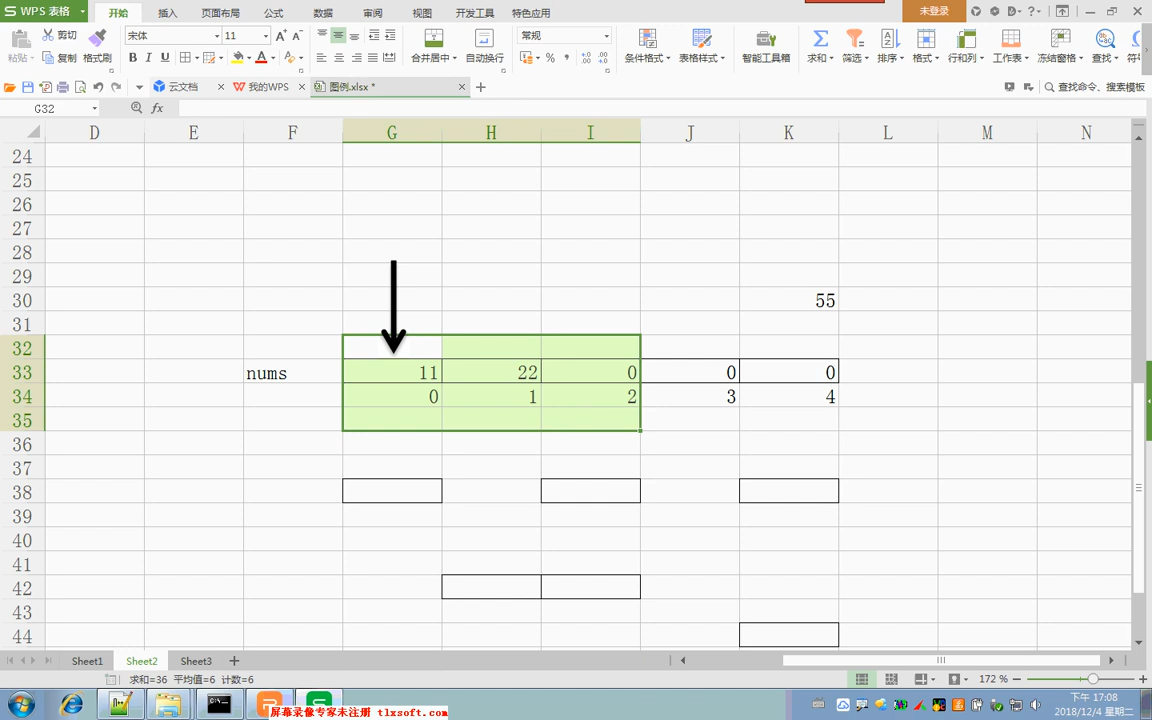 S WPS 表格 开始 插入 页面布局 公式 数据 审阅 视图 开发工具 特色应用 未登录
粘贴 剪切 复制 格式刷 宋体 11 B I U A 合并居中 自动换行 常规 % 条件格式 表格样式 智能工具箱 求和 筛选 排序 格式 行和列 工作表 冻结窗格 查找 符
云文档 我的WPS 图例.xlsx * 查找命令、搜索模板
G32 fx
D E F G H I J K L M N
24
25
26
27
28
29
30 55
31
32
33 nums 11 22 0 0 0
34 0 1 2 3 4
35
36
37
38
39
40
41
42
43
44
Sheet1 Sheet2 Sheet3
求和=36 平均值=6 计数=6 172 %
下午 17:08
2018/12/4 星期二
屏幕录像专家未注册 tlxsoft.com